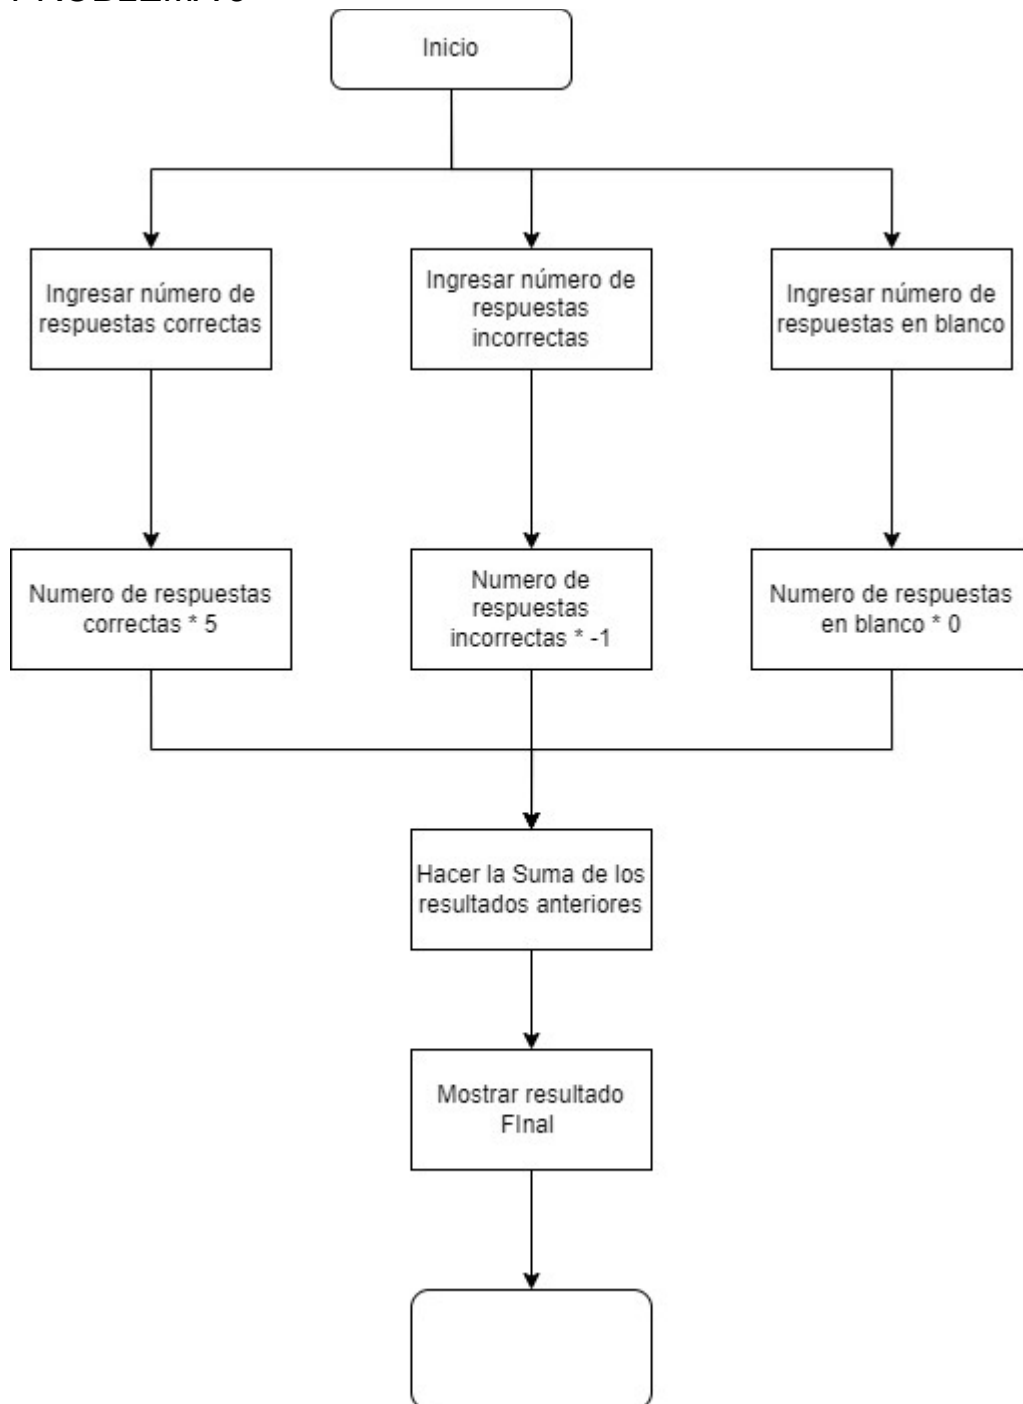 Inicio
Ingresar número de
respuestas correctas
Ingresar número de
respuestas
incorrectas
Ingresar número de
respuestas en blanco
Numero de respuestas
correctas * 5
Numero de
respuestas
incorrectas * -1
Numero de respuestas
en blanco * 0
Hacer la Suma de los
resultados anteriores
Mostrar resultado
FInal